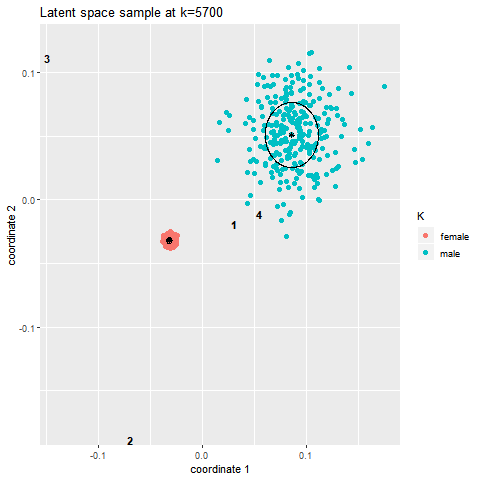 Latent space sample at k=5700
3
0.1
0.0
-0.1
4
1
2
-0.1
0.0
0.1
coordinate 1
coordinate 2
K
female
male